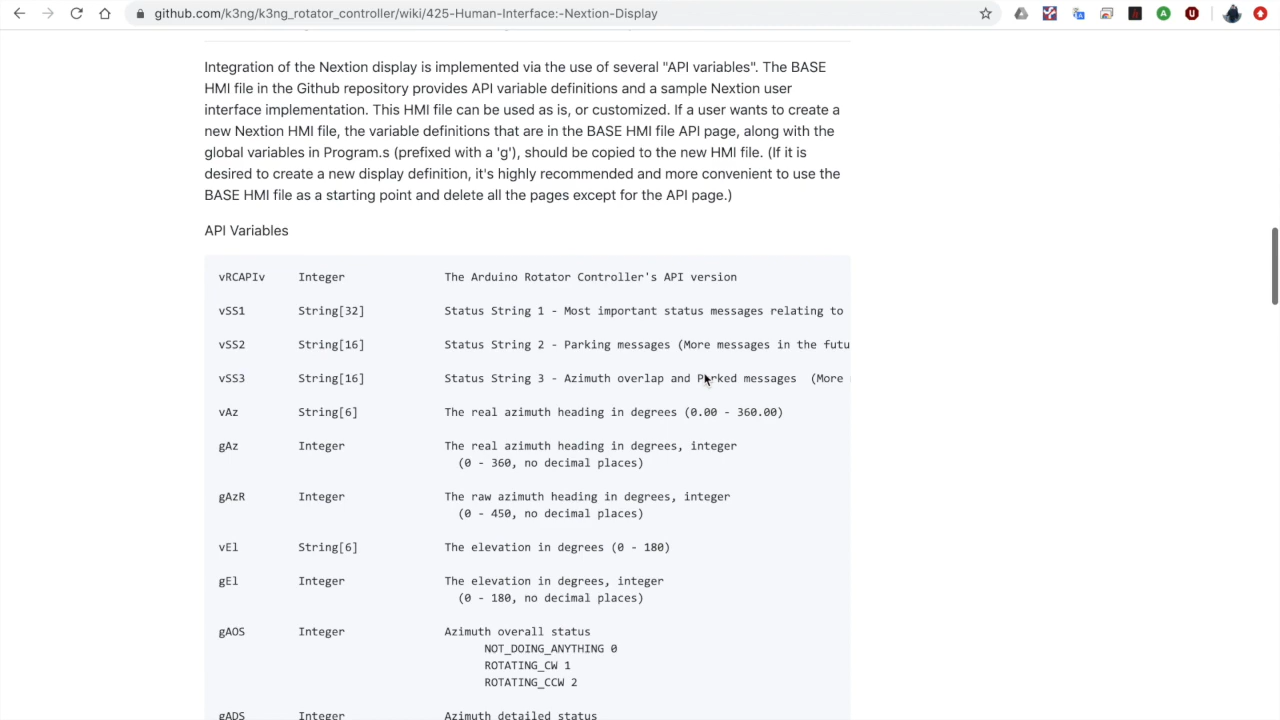 github.com/k3ng/k3ng_rotator_controller/wiki/425-Human-Interface:-Nextion-Display
Integration of the Nextion display is implemented via the use of several "API variables". The BASE
HMI file in the Github repository provides API variable definitions and a sample Nextion user
interface implementation. This HMI file can be used as is, or customized. If a user wants to create a
new Nextion HMI file, the variable definitions that are in the BASE HMI file API page, along with the
global variables in Program.s (prefixed with a 'g'), should be copied to the new HMI file. (If it is
desired to create a new display definition, it's highly recommended and more convenient to use the
BASE HMI file as a starting point and delete all the pages except for the API page.)
API Variables
vRCAPIv Integer The Arduino Rotator Controller's API version
vSS1 String[32] Status String 1 - Most important status messages relating to
vSS2 String[16] Status String 2 - Parking messages (More messages in the futu
vSS3 String[16] Status String 3 - Azimuth overlap and Parked messages (More
vAz String[6] The real azimuth heading in degrees (0.00 - 360.00)
gAz Integer The real azimuth heading in degrees, integer
(0 - 360, no decimal places)
gAzR Integer The raw azimuth heading in degrees, integer
(0 - 450, no decimal places)
vEl String[6] The elevation in degrees (0 - 180)
gEl Integer The elevation in degrees, integer
(0 - 180, no decimal places)
gAOS Integer Azimuth overall status
NOT_DOING_ANYTHING 0
ROTATING_CW 1
ROTATING_CCW 2
gADS Integer Azimuth detailed status